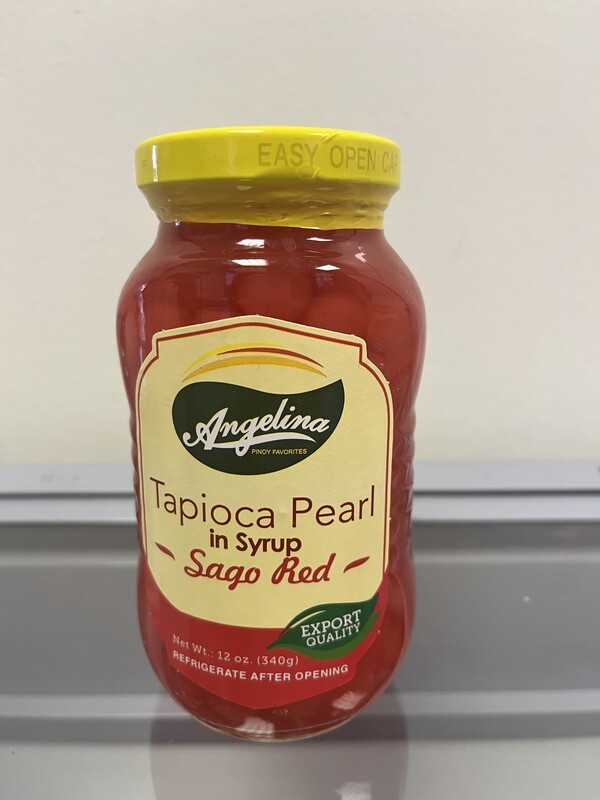 EASY OPEN CAP
Angelina
PINOY FAVORITES
Tapioca Pearl
in Syrup
Sago Red
EXPORT
QUALITY
Net Wt.: 12 oz. (340g)
REFRIGERATE AFTER OPENING